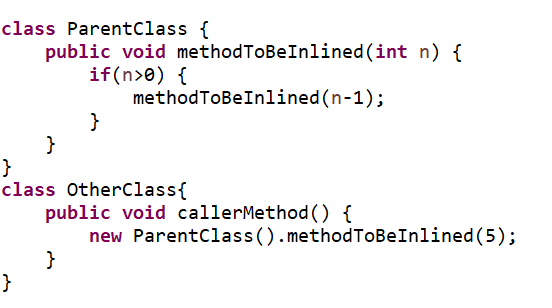 class ParentClass {
    public void methodToBeInlined(int n) {
        if(n>0) {
            methodToBeInlined(n-1);
        }
    }
}
class OtherClass{
    public void callerMethod() {
        new ParentClass().methodToBeInlined(5);
    }
}